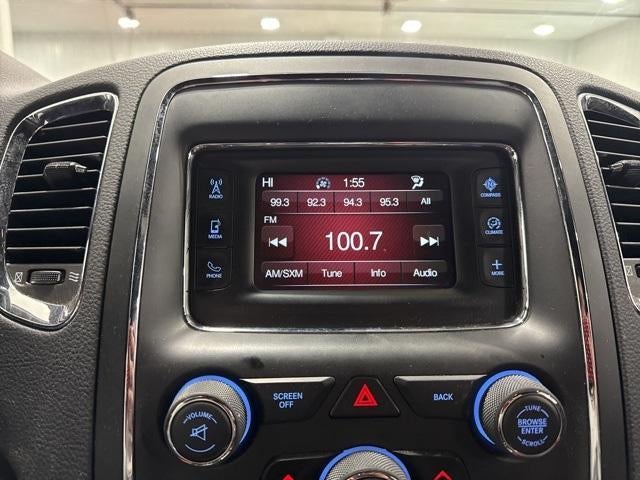 HI 1:55
RADIO
99.3 92.3 94.3 95.3 All
COMPASS
FM
MEDIA
100.7
CLIMATE
PHONE
AM/SXM Tune Info Audio
MORE
VOLUME
SCREEN
OFF
BACK
TUNE
BROWSE
ENTER
SCROLL